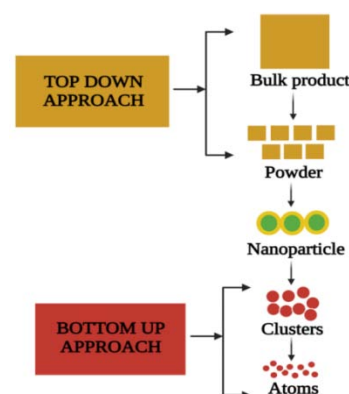 TOP DOWN
APPROACH
Bulk product
Powder
Nanoparticle
BOTTOM UP
APPROACH
Clusters
Atoms